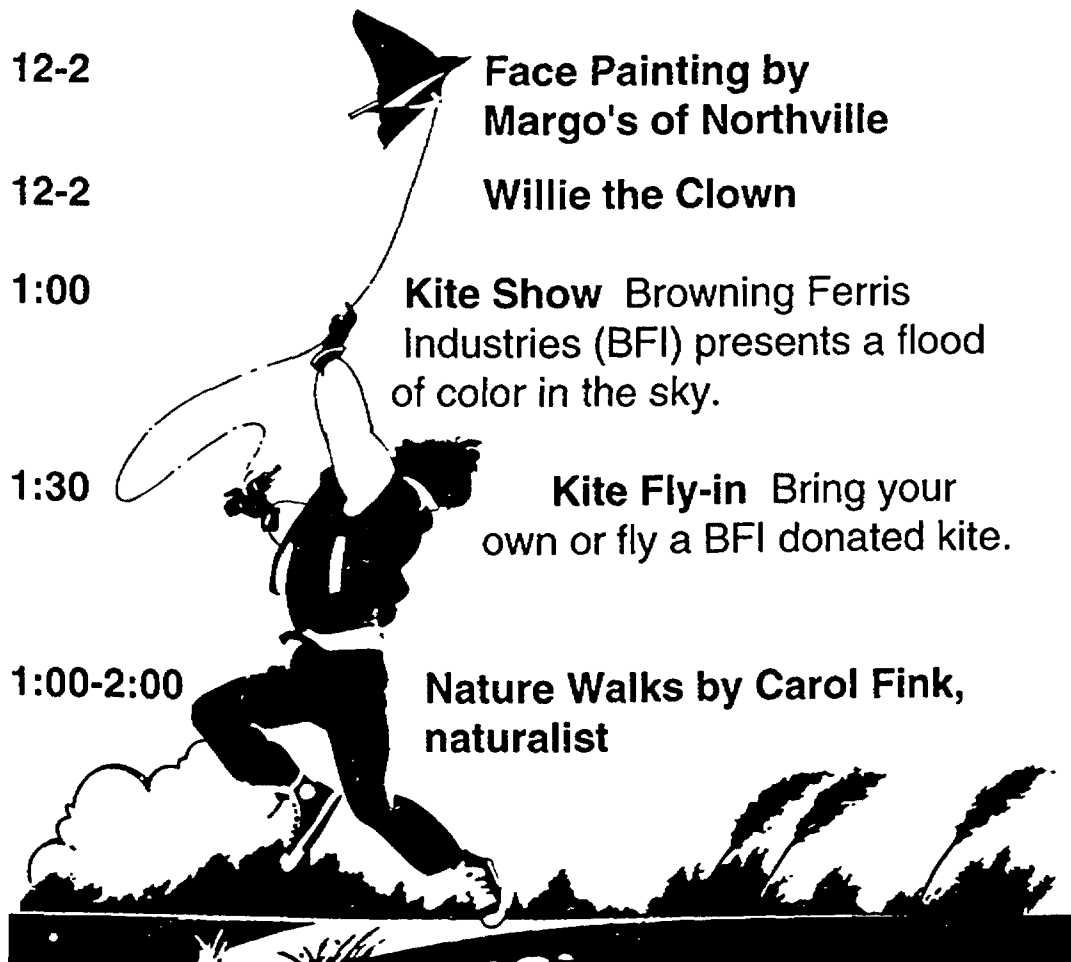 12-2 Face Painting by
Margo's of Northville
12-2 Willie the Clown
1:00 Kite Show Browning Ferris
Industries (BFI) presents a flood
of color in the sky.
1:30 Kite Fly-in Bring your
own or fly a BFI donated kite.
1:00-2:00 Nature Walks by Carol Fink,
naturalist